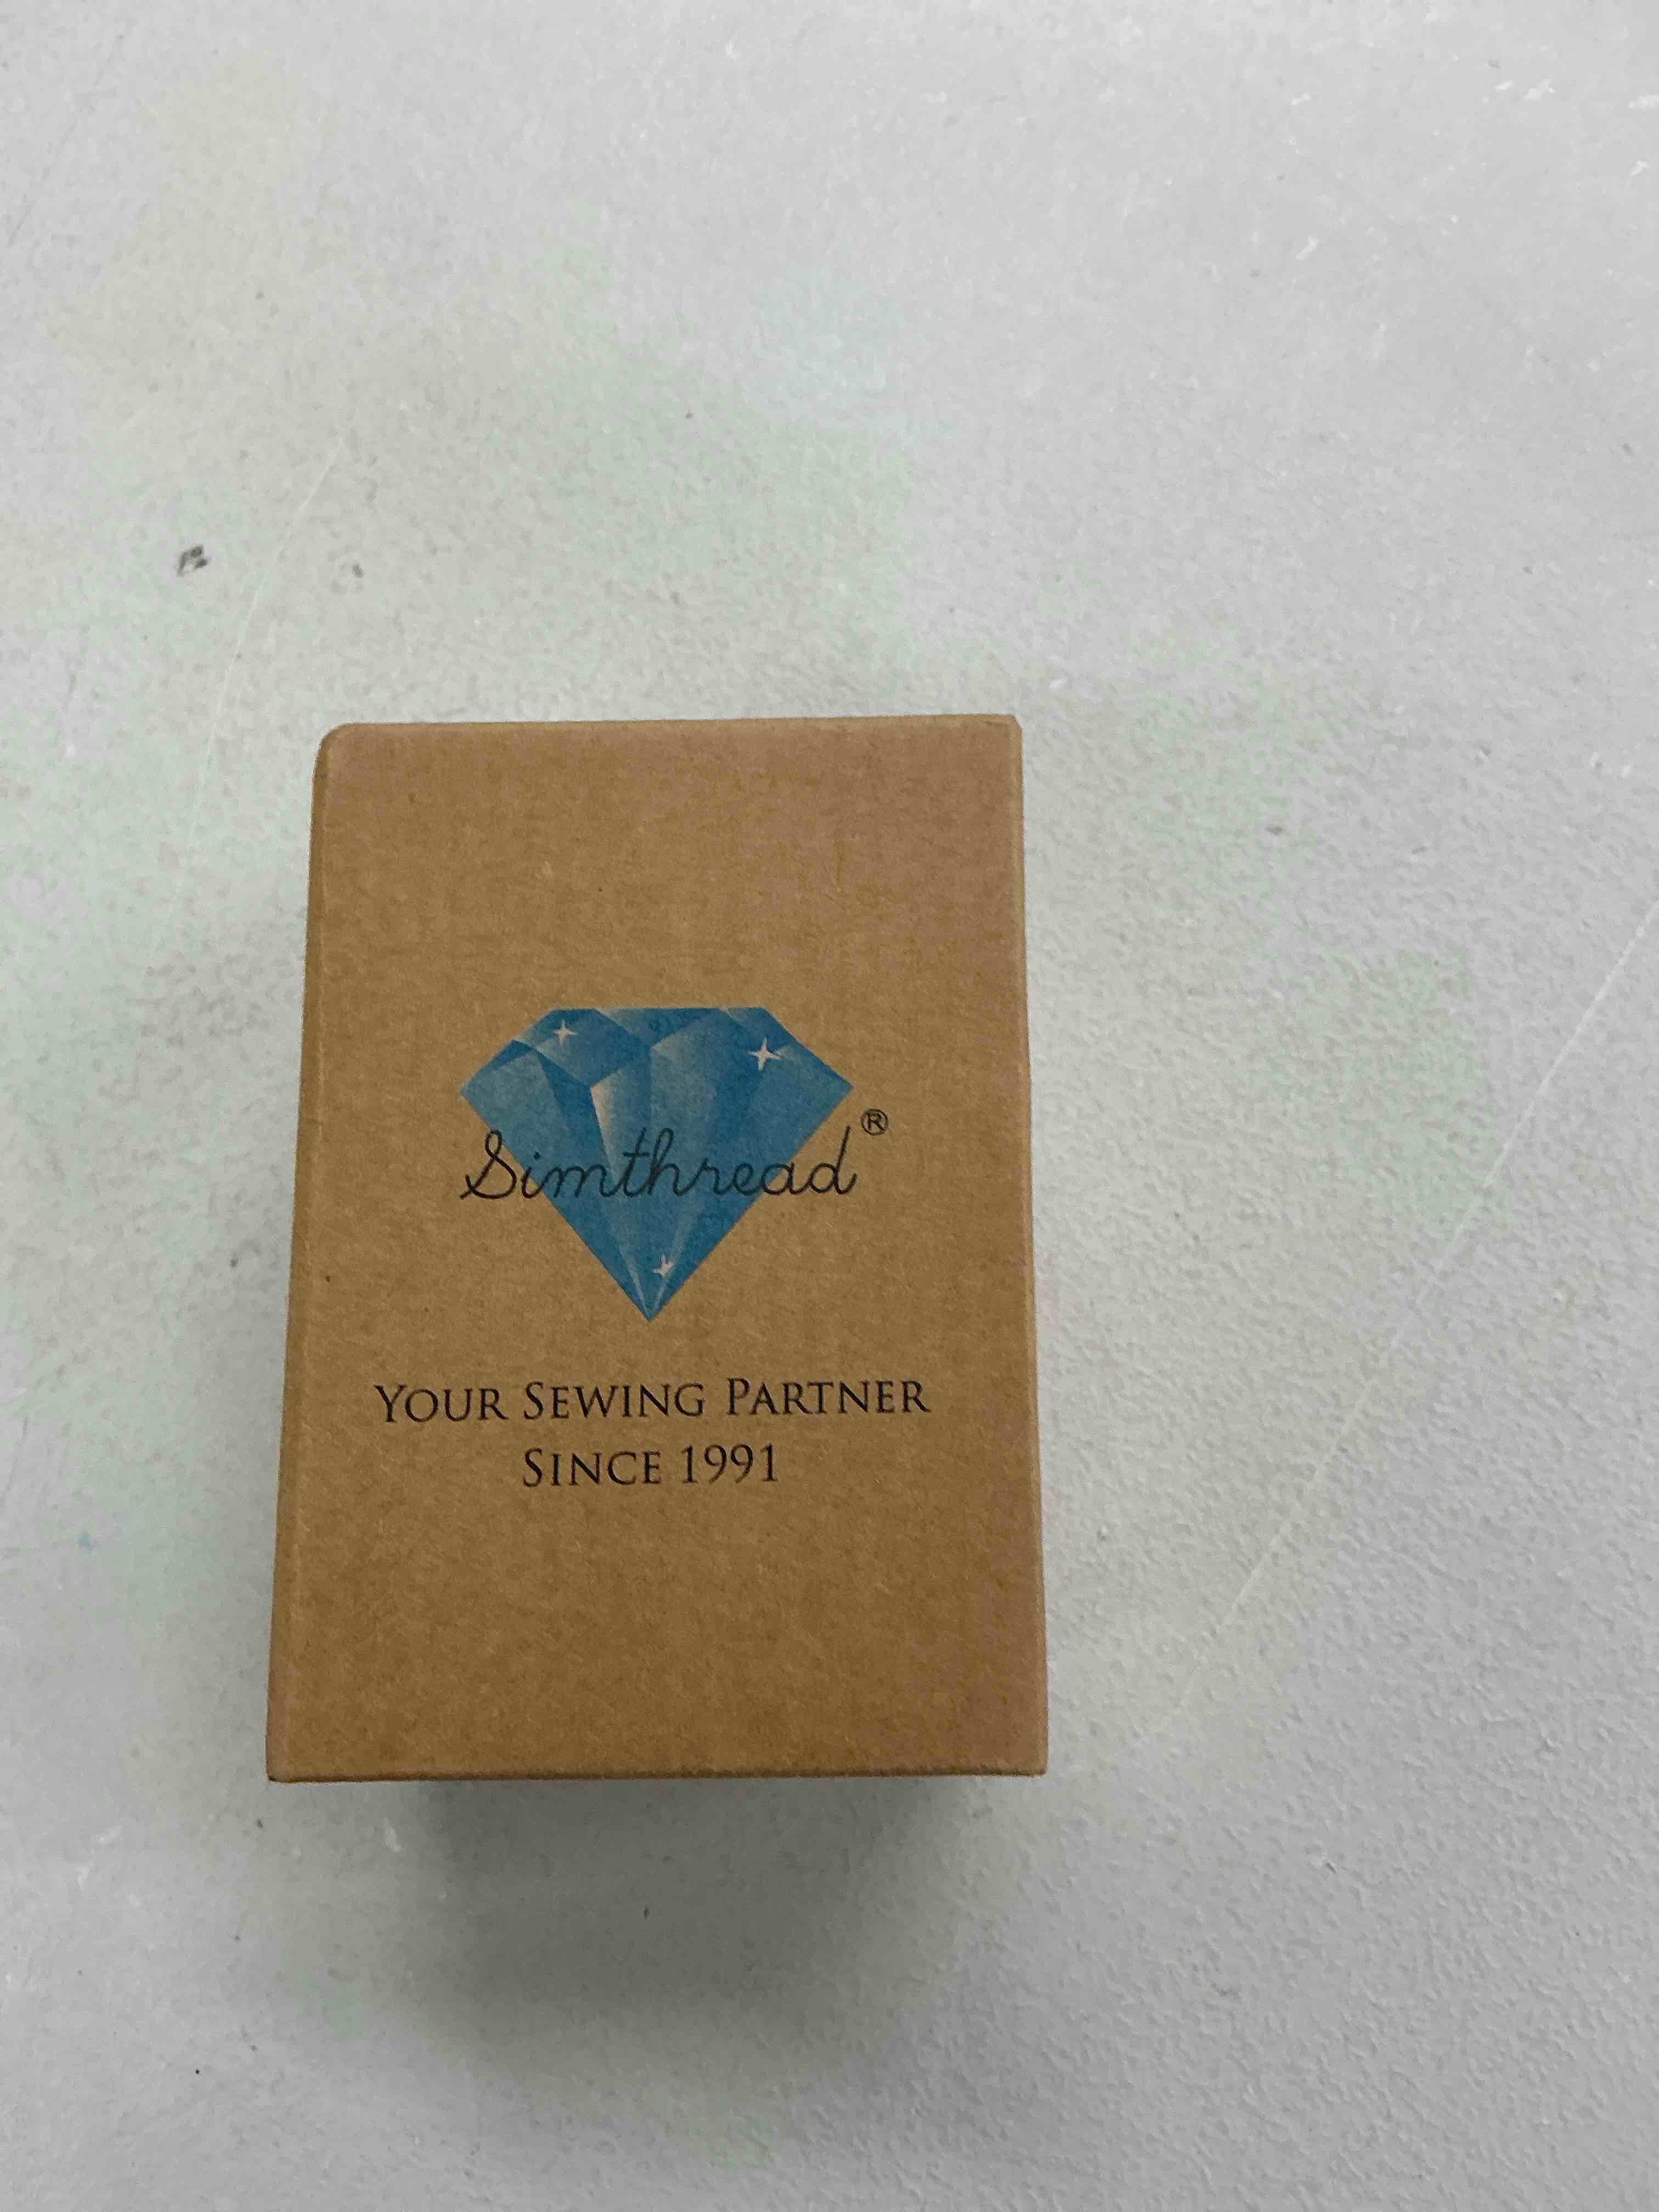 Simthread®
YOUR SEWING PARTNER
SINCE 1991